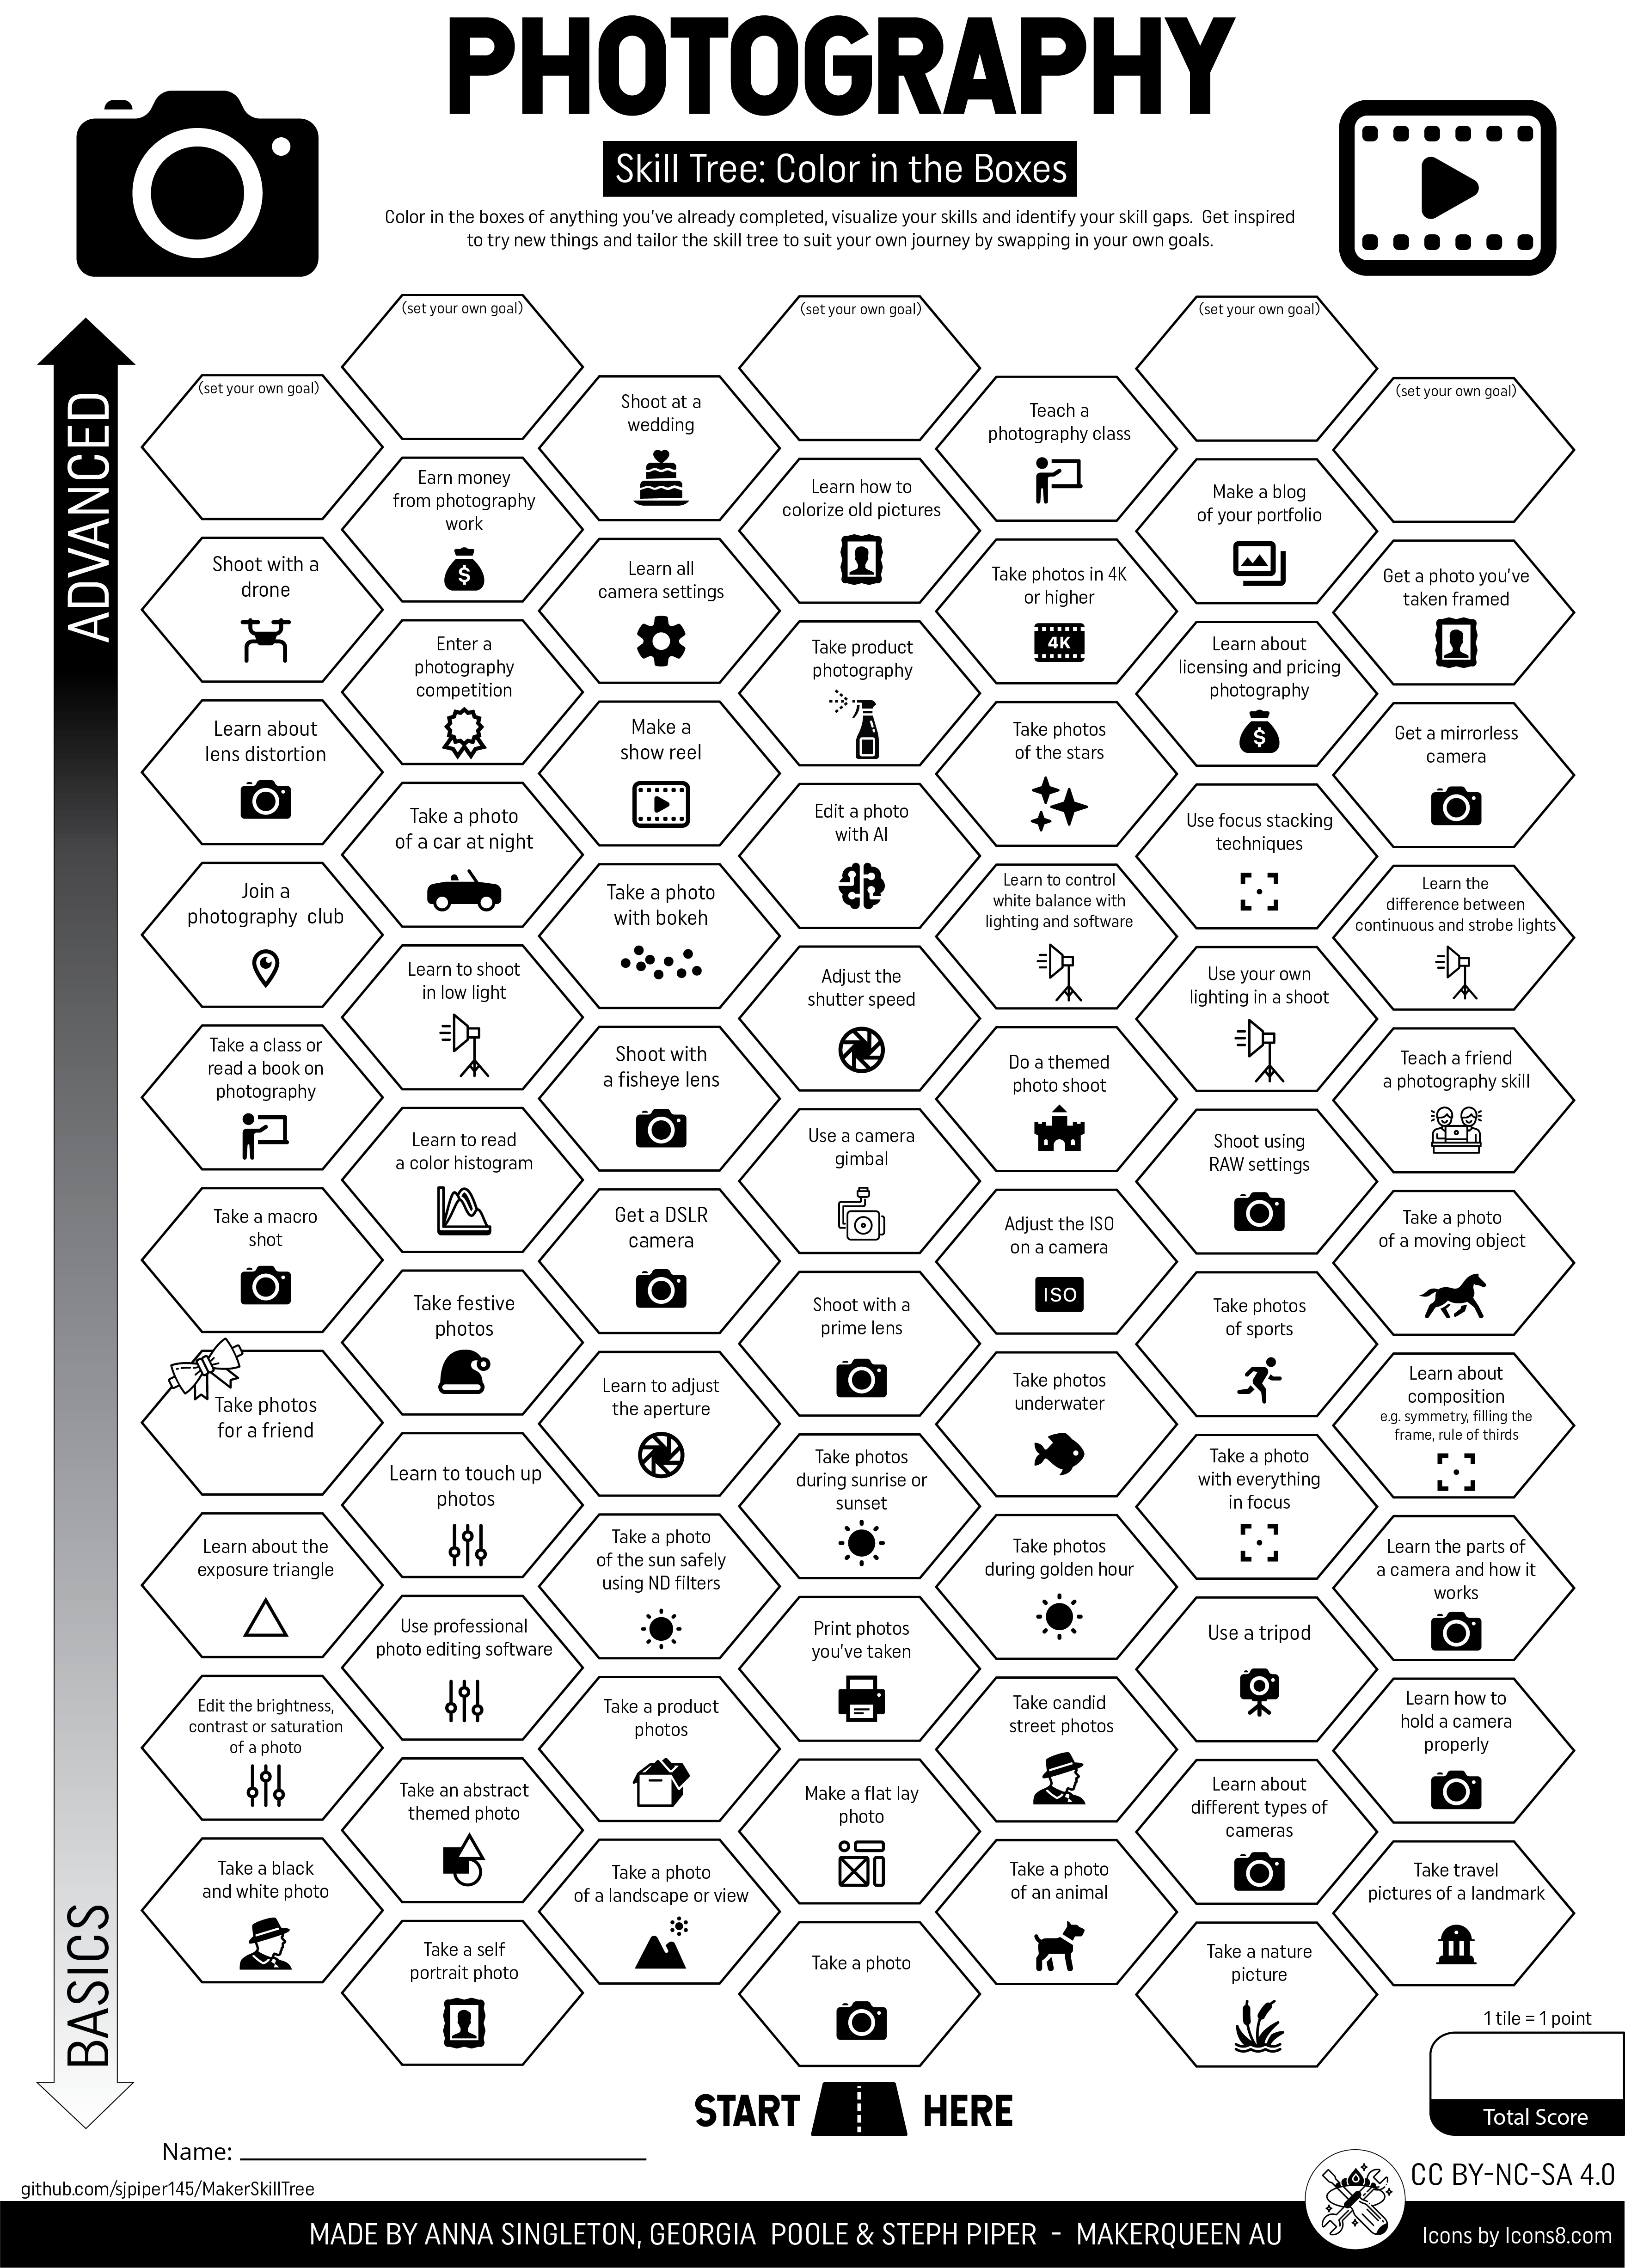 PHOTOGRAPHY
Skill Tree: Color in the Boxes
Color in the boxes of anything you've already completed, visualize your skills and identify your skill gaps. Get inspired
to try new things and tailor the skill tree to suit your own journey by swapping in your own goals.
ADVANCED
(set your own goal)
(set your own goal)
(set your own goal)
(set your own goal)
(set your own goal)
Shoot at a
wedding
Teach a
photography class
Earn money
from photography
work
Learn how to
colorize old pictures
Make a blog
of your portfolio
Shoot with a
drone
Learn all
camera settings
Take photos in 4K
or higher
4K
Get a photo you've
taken framed
Enter a
photography
competition
Take product
photography
Learn about
licensing and pricing
photography
Learn about
lens distortion
Make a
show reel
Take photos
of the stars
Get a mirrorless
camera
Take a photo
of a car at night
Edit a photo
with AI
Use focus stacking
techniques
Join a
photography club
Take a photo
with bokeh
Learn to control
white balance with
lighting and software
Learn the
difference between
continuous and strobe lights
Learn to shoot
in low light
Adjust the
shutter speed
Use your own
lighting in a shoot
Take a class or
read a book on
photography
Shoot with
a fisheye lens
Do a themed
photo shoot
Teach a friend
a photography skill
Learn to read
a color histogram
Use a camera
gimbal
Shoot using
RAW settings
Take a macro
shot
Get a DSLR
camera
Adjust the ISO
on a camera
ISO
Take a photo
of a moving object
Take festive
photos
Shoot with a
prime lens
Take photos
of sports
Take photos
for a friend
Learn to adjust
the aperture
Take photos
underwater
Learn about
composition
e.g. symmetry, filling the
frame, rule of thirds
Learn to touch up
photos
Take photos
during sunrise or
sunset
Take a photo
with everything
in focus
Learn about the
exposure triangle
Take a photo
of the sun safely
using ND filters
Take photos
during golden hour
Learn the parts of
a camera and how it
works
Use professional
photo editing software
Print photos
you've taken
Use a tripod
Edit the brightness,
contrast or saturation
of a photo
Take a product
photos
Take candid
street photos
Learn how to
hold a camera
properly
Take an abstract
themed photo
Make a flat lay
photo
Learn about
different types of
cameras
Take a black
and white photo
Take a photo
of a landscape or view
Take a photo
of an animal
Take travel
pictures of a landmark
Take a self
portrait photo
Take a photo
Take a nature
picture
BASICS
1 tile = 1 point
Total Score
START HERE
Name:
github.com/sjpiper145/MakerSkillTree
CC BY-NC-SA 4.0
MADE BY ANNA SINGLETON, GEORGIA POOLE & STEPH PIPER - MAKERQUEEN AU
Icons by Icons8.com